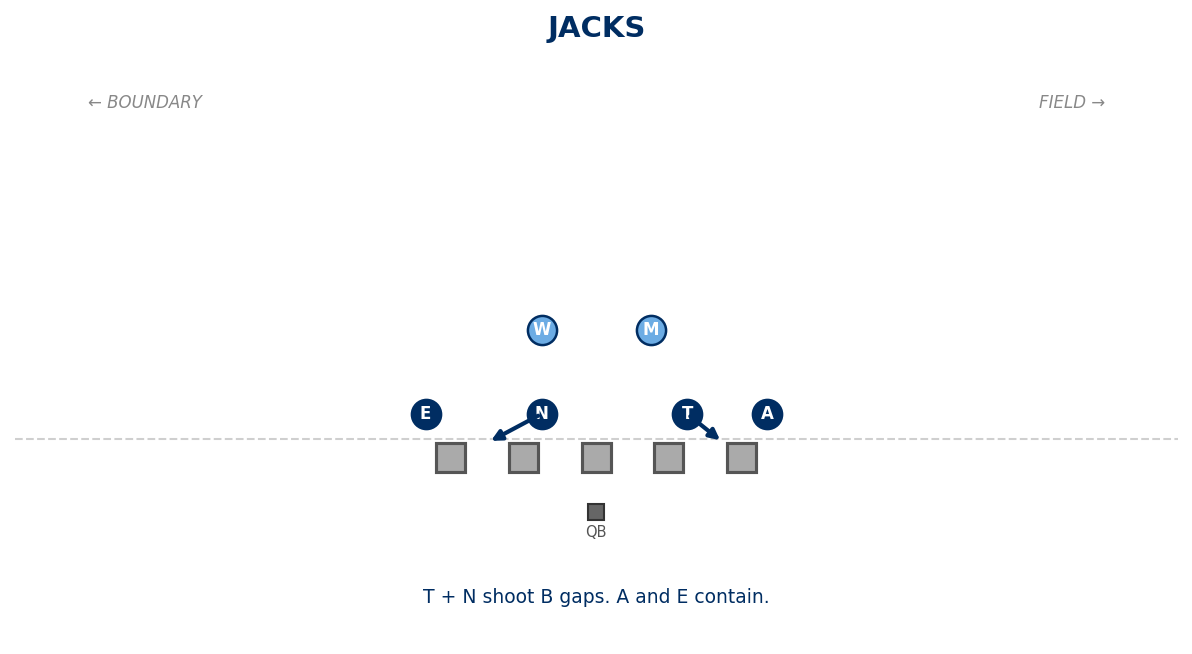 JACKS
← BOUNDARY
FIELD →
W
M
E
N
T
A
QB
T + N shoot B gaps. A and E contain.